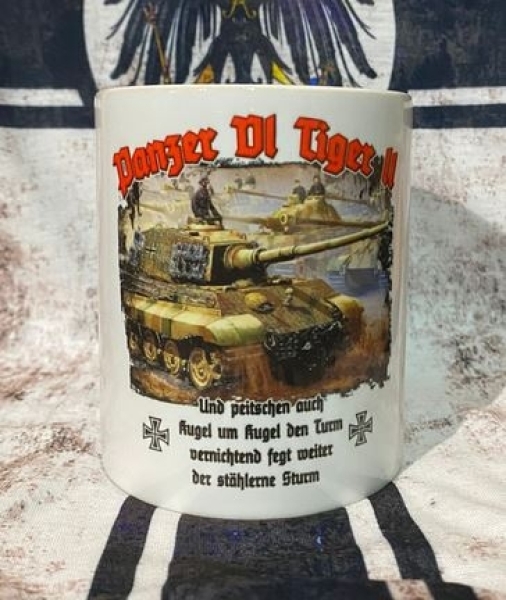 Panzer VI Tiger II
Und peitschen auch
Kugel um Kugel den Turm
vernichtend fegt weiter
der stählerne Sturm